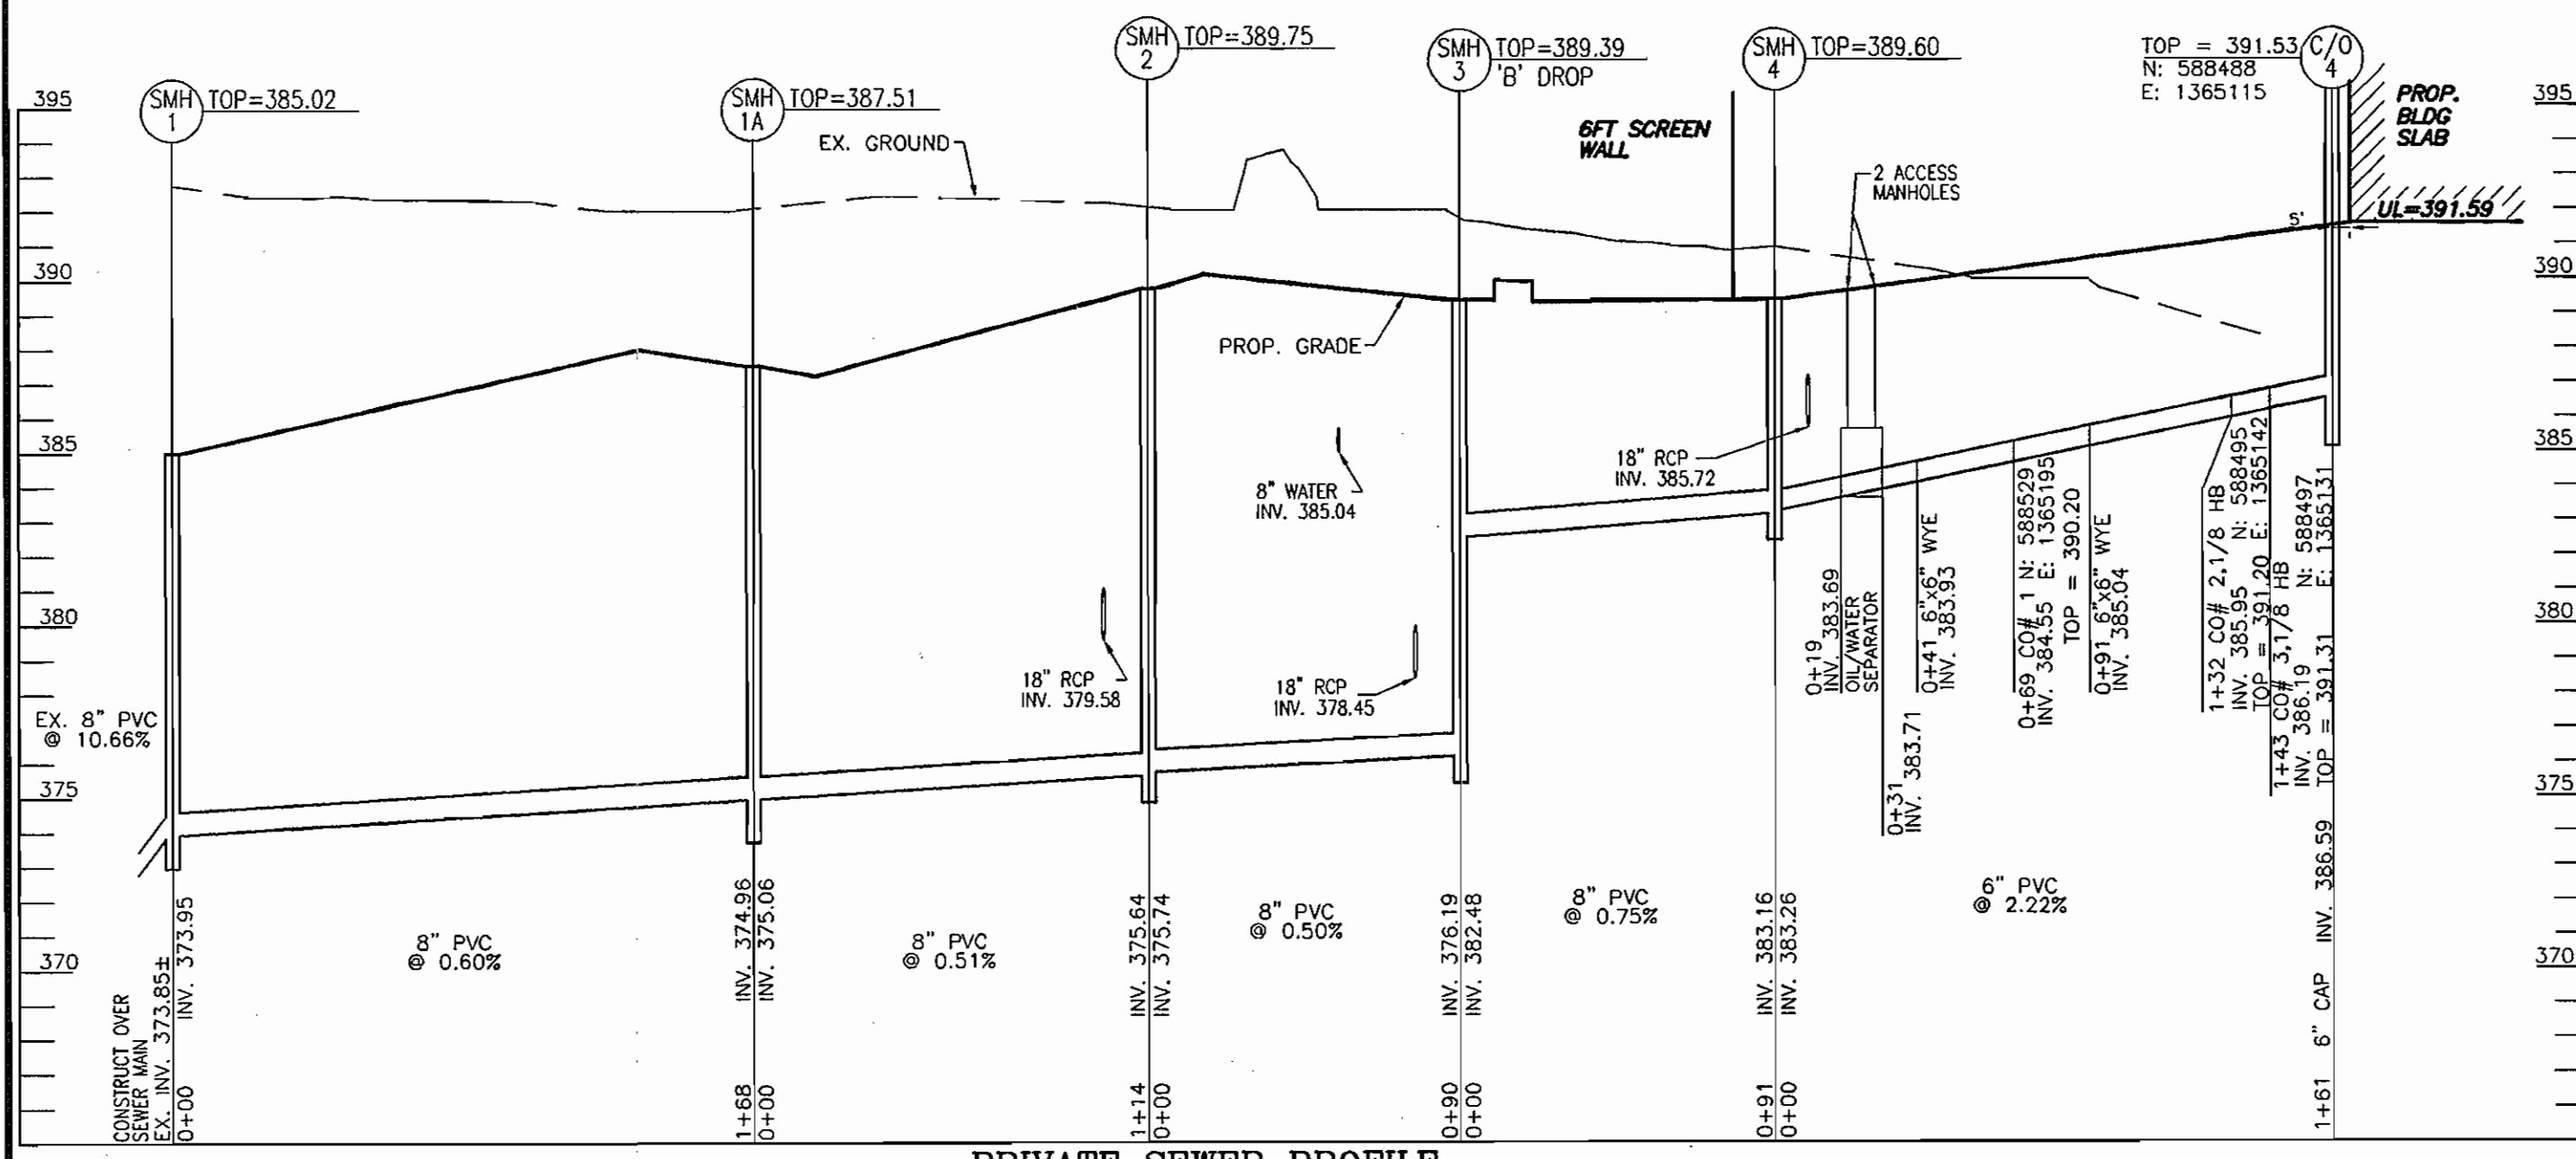 SMH
1
TOP=385.02
SMH
1A
TOP=387.51
SMH
2
TOP=389.75
SMH
3
TOP=389.39
'B' DROP
SMH
4
TOP=389.60
TOP = 391.53
N: 588488
E: 1365115
C/O
4
PROP.
BLDG
SLAB
UL=391.59
5'
395
390
385
380
375
370
395
390
385
380
375
370
EX. GROUND
6FT SCREEN
WALL
2 ACCESS
MANHOLES
PROP. GRADE
8" WATER
INV. 385.04
18" RCP
INV. 385.72
18" RCP
INV. 379.58
18" RCP
INV. 378.45
EX. 8" PVC
@ 10.66%
8" PVC
@ 0.60%
8" PVC
@ 0.51%
8" PVC
@ 0.50%
8" PVC
@ 0.75%
6" PVC
@ 2.22%
CONSTRUCT OVER
SEWER MAIN
EX. INV. 373.85±
0+00 INV. 373.95
1+68 INV. 374.96
0+00 INV. 375.06
1+14 INV. 375.64
0+00 INV. 375.74
0+90 INV. 376.19
0+00 INV. 382.48
0+91 INV. 383.16
0+00 INV. 383.26
0+19
INV. 383.69
OIL/WATER
SEPARATOR
0+31
INV. 383.71
0+41 6"x6" WYE
INV. 383.93
0+69 CO# 1 N: 588529
INV. 384.55 E: 1365195
TOP = 390.20
0+91 6"x6" WYE
INV. 385.04
1+32 CO# 2,1/8 HB
INV. 385.95 N: 588495
TOP = 391.20 E: 1365142
1+43 CO# 3,1/8 HB
INV. 386.19 N: 588497
TOP = 391.31 E: 1365131
1+61 6" CAP INV. 386.59
PRIVATE SEWER PROFILE